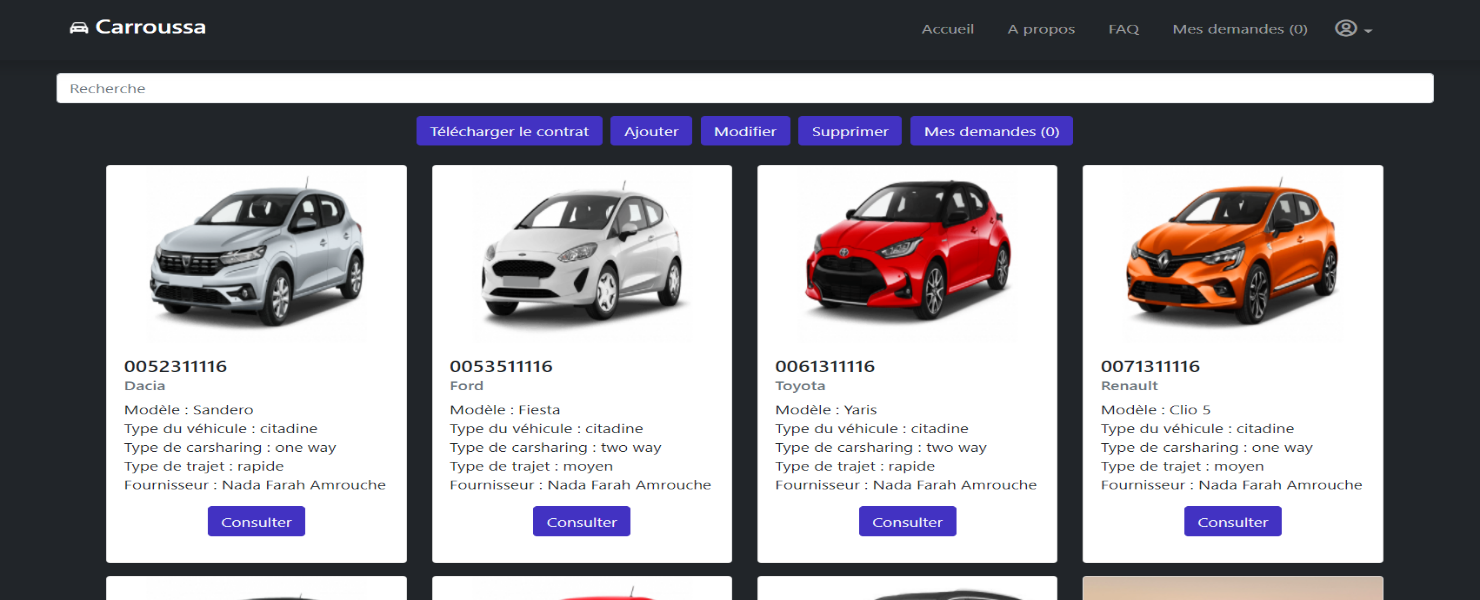 Carroussa
Accueil A propos FAQ Mes demandes (0)
Recherche
Télécharger le contrat Ajouter Modifier Supprimer Mes demandes (0)
0052311116
Dacia
Modèle : Sandero
Type du véhicule : citadine
Type de carsharing : one way
Type de trajet : rapide
Fournisseur : Nada Farah Amrouche
Consulter
0053511116
Ford
Modèle : Fiesta
Type du véhicule : citadine
Type de carsharing : two way
Type de trajet : moyen
Fournisseur : Nada Farah Amrouche
Consulter
0061311116
Toyota
Modèle : Yaris
Type du véhicule : citadine
Type de carsharing : two way
Type de trajet : rapide
Fournisseur : Nada Farah Amrouche
Consulter
0071311116
Renault
Modèle : Clio 5
Type du véhicule : citadine
Type de carsharing : one way
Type de trajet : moyen
Fournisseur : Nada Farah Amrouche
Consulter